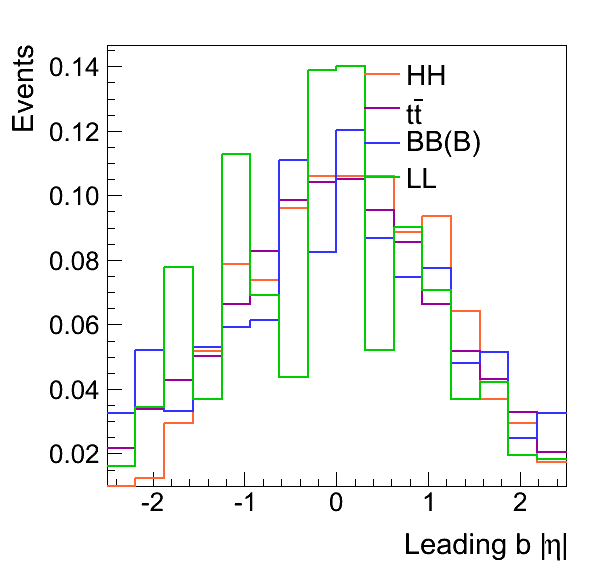 Events
0.14
0.12
0.10
0.08
0.06
0.04
0.02
HH
tt̄
BB(B)
LL
-2 -1 0 1 2
Leading b |η|